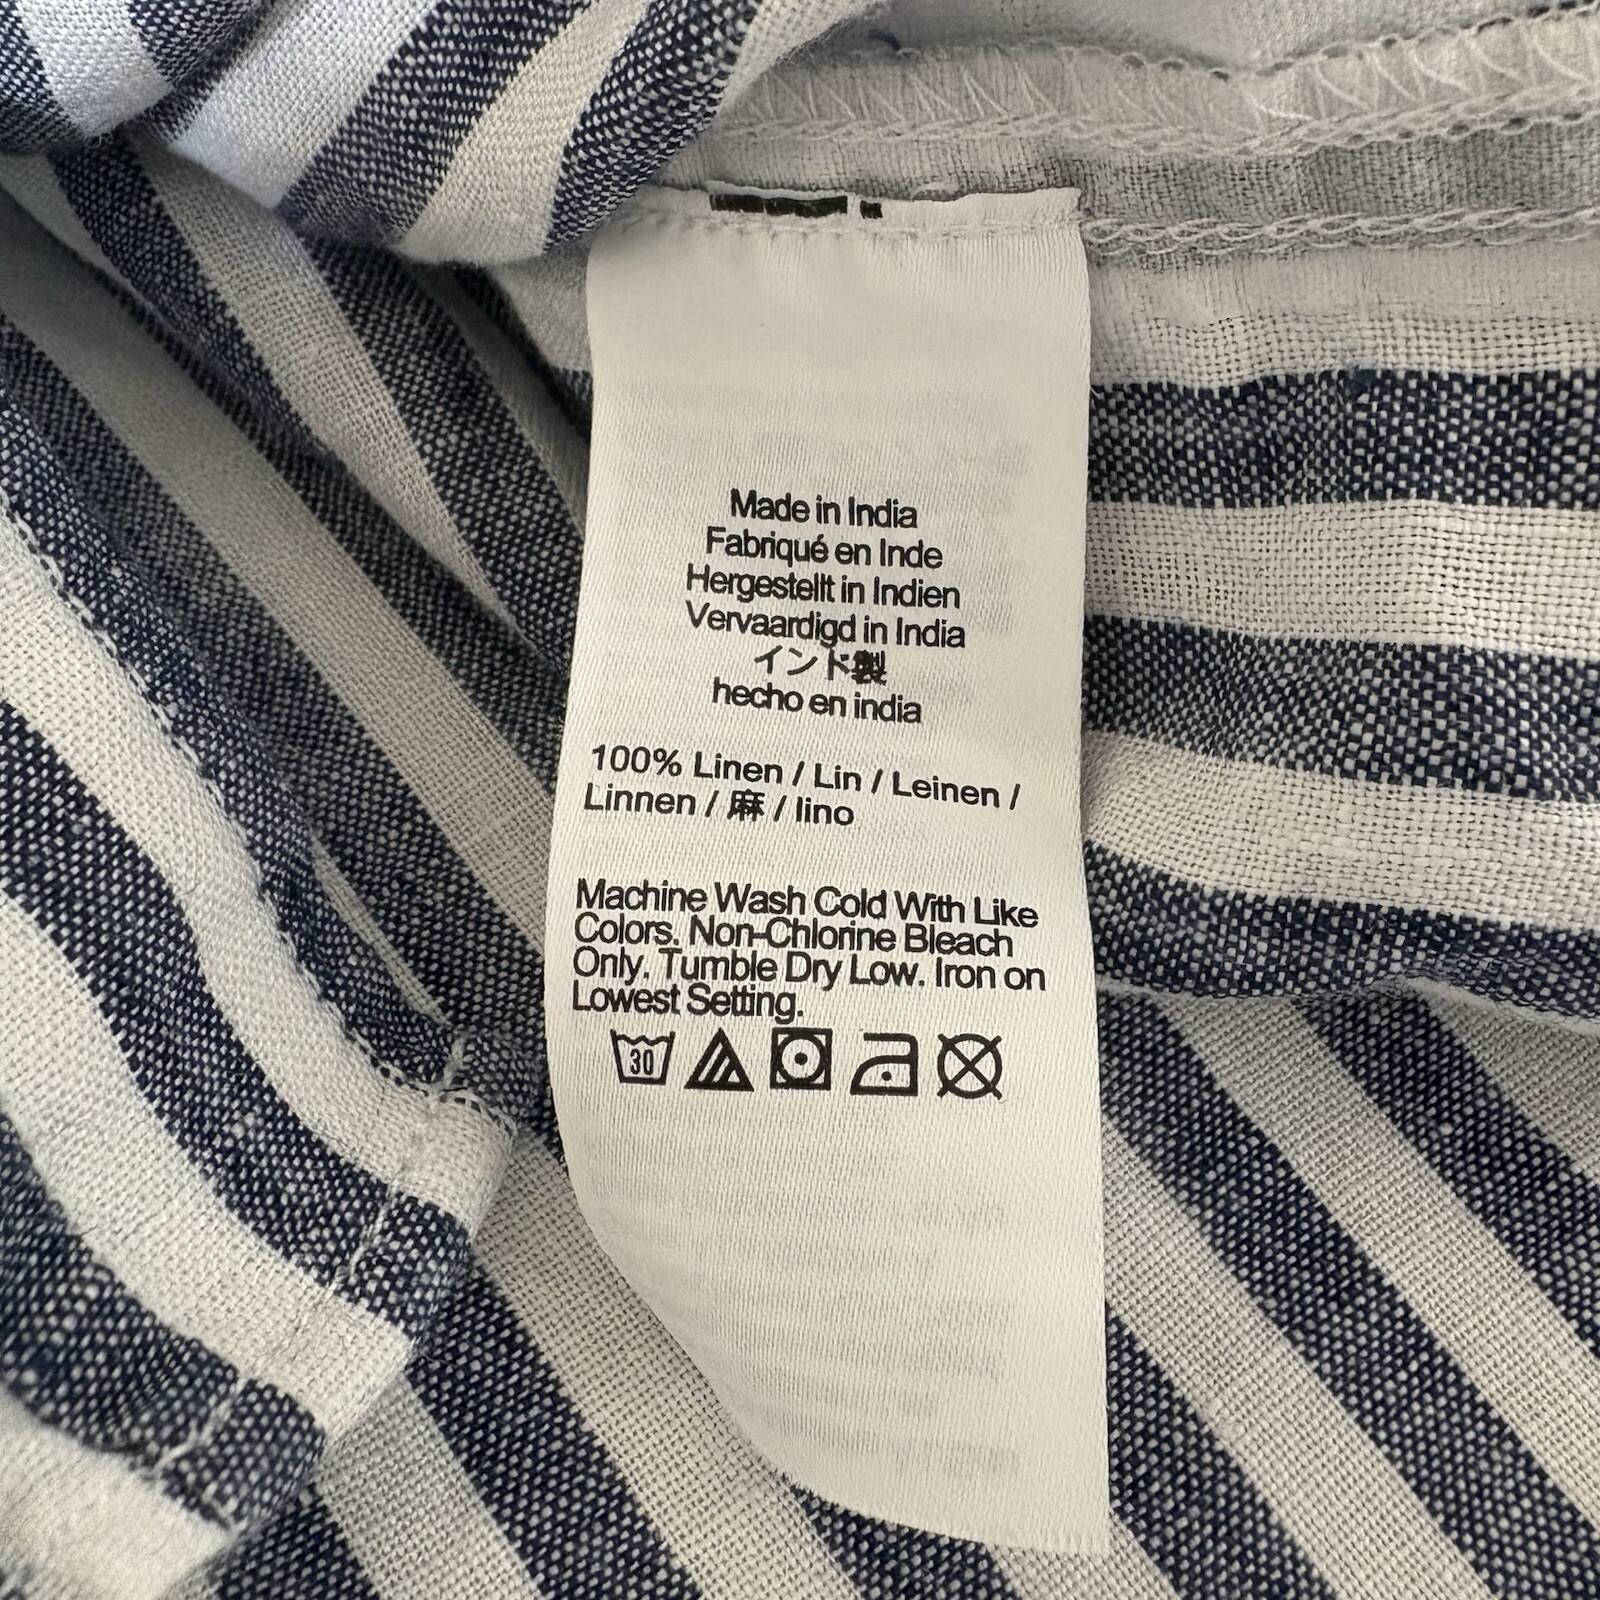 Made in India
Fabriqué en Inde
Hergestellt in Indien
Vervaardigd in India
インド製
hecho en india
100% Linen / Lin / Leinen /
Linnen / 麻 / lino
Machine Wash Cold With Like
Colors. Non-Chlorine Bleach
Only. Tumble Dry Low. Iron on
Lowest Setting.
30